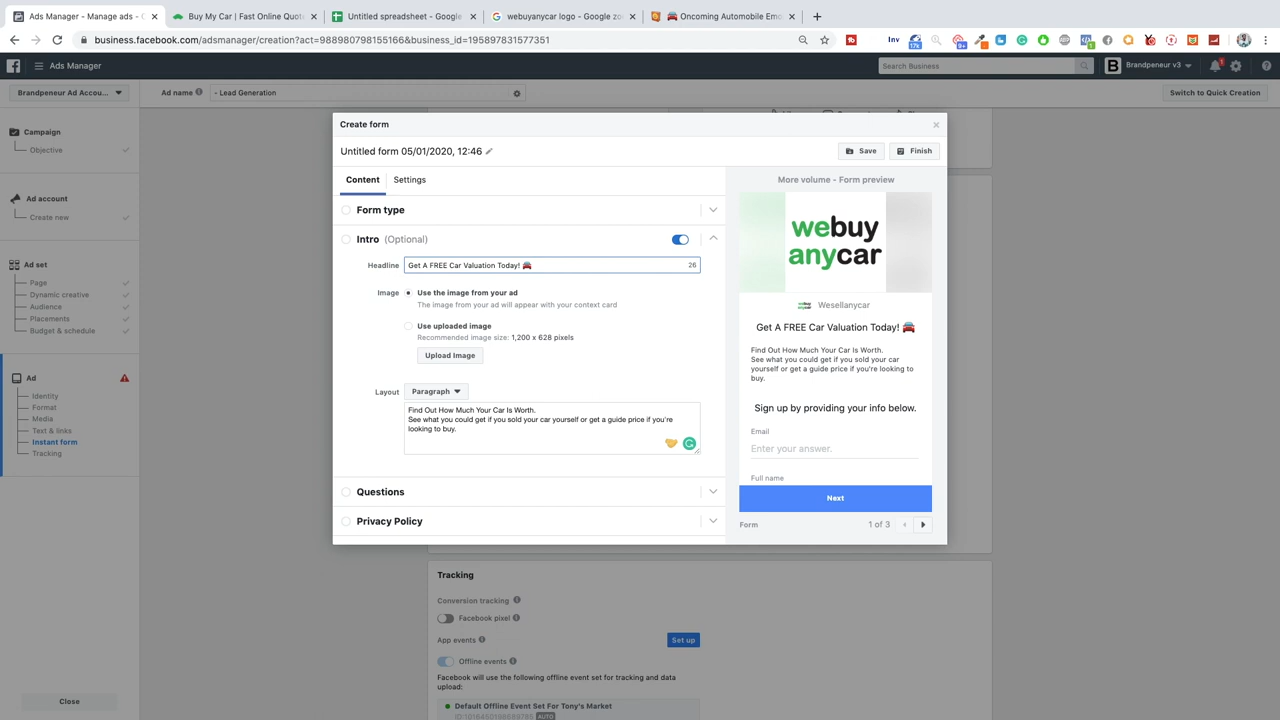 Ads Manager - Manage ads - C
Buy My Car | Fast Online Quot
Untitled spreadsheet - Google
webuyanycar logo - Google
🚘 Oncoming Automobile Emo
business.facebook.com/adsmanager/creation?act=988980798155166&business_id=195897831577351
Inv
17k
9+
Ads Manager
Search Business
Brandpeneur v3
1
Brandpeneur Ad Accou...
Ad name
- Lead Generation
Switch to Quick Creation
Campaign
Objective
Ad account
Create new
Ad set
Page
Dynamic creative
Audience
Placements
Budget & schedule
Ad
Identity
Format
Media
Text & links
Instant form
Tracking
Close
Create form
Untitled form 05/01/2020, 12:46
Save
Finish
Content
Settings
Form type
Intro (Optional)
Headline
Get A FREE Car Valuation Today! 🚘
26
Image
Use the image from your ad
The image from your ad will appear with your context card
Use uploaded image
Recommended image size: 1,200 x 628 pixels
Upload Image
Layout
Paragraph
Find Out How Much Your Car Is Worth.
See what you could get if you sold your car yourself or get a guide price if you're
looking to buy.
Questions
Privacy Policy
More volume - Form preview
webuy
anycar
Wesellanycar
Get A FREE Car Valuation Today! 🚘
Find Out How Much Your Car Is Worth.
See what you could get if you sold your car
yourself or get a guide price if you're looking to
buy.
Sign up by providing your info below.
Email
Enter your answer.
Full name
Next
Form
1 of 3
Tracking
Conversion tracking
Facebook pixel
App events
Set up
Offline events
Facebook will use the following offline event set for tracking and data
upload:
Default Offline Event Set For Tony's Market
AUTO